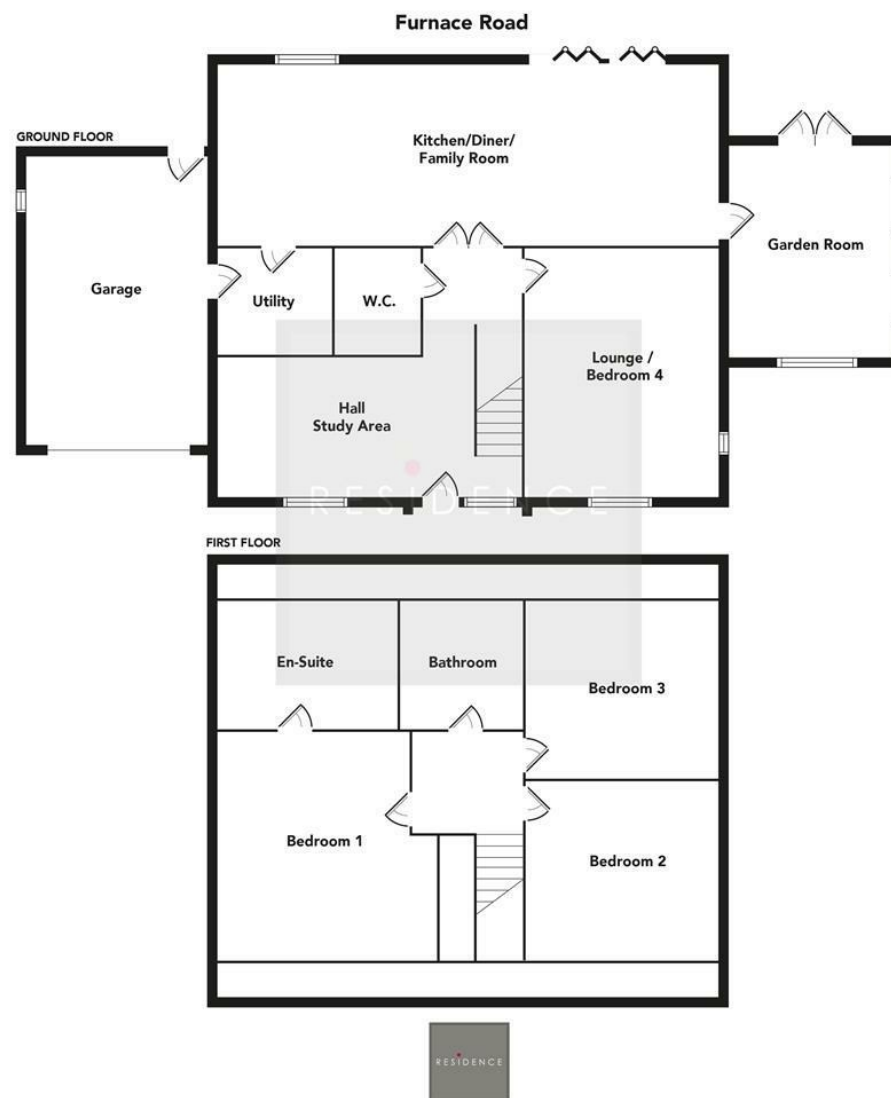 Furnace Road
GROUND FLOOR
Kitchen/Diner/
Family Room
Garden Room
Garage
Utility
W.C.
Lounge /
Bedroom 4
Hall
Study Area
RESIDENCE
FIRST FLOOR
En-Suite
Bathroom
Bedroom 3
Bedroom 1
Bedroom 2
RESIDENCE